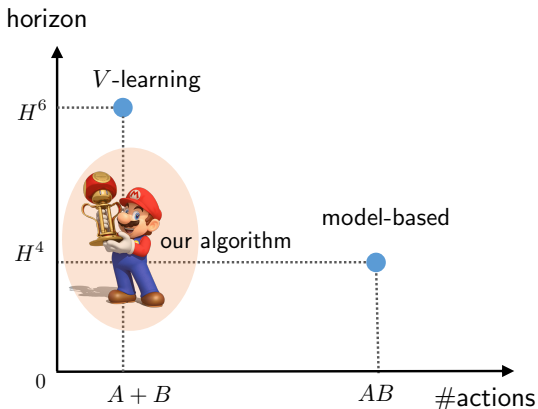 horizon
V-learning
H^6
M
model-based
our algorithm
H^4
0
A + B
AB
#actions